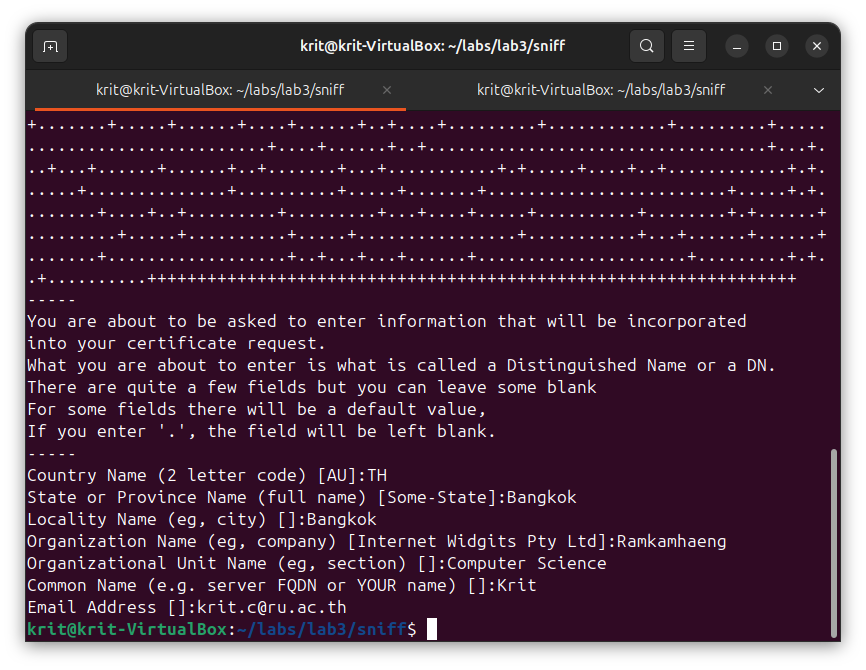 krit@krit-VirtualBox: ~/labs/lab3/sniff
krit@krit-VirtualBox: ~/labs/lab3/sniff
krit@krit-VirtualBox: ~/labs/lab3/sniff
+.......+.....+......+....+......+..+....+.........+............+.........+.....
........................+....+......+..+..................................+...+.
..+...+......+......+..+.......+...+...........+.+.....+....+..+............+.+.
.....+..............+..........+.....+.......+........................+.....+.+.
.......+....+..+.........+.........+...+....+.....+..........+........+.+......+
.........+.....+..........+.....+................+...........+...+......+......+
.......+..................+..+...+...+......+.....................+.........+.+.
.+..........+++++++++++++++++++++++++++++++++++++++++++++++++++++++++++++++++
-----
You are about to be asked to enter information that will be incorporated
into your certificate request.
What you are about to enter is what is called a Distinguished Name or a DN.
There are quite a few fields but you can leave some blank
For some fields there will be a default value,
If you enter '.', the field will be left blank.
-----
Country Name (2 letter code) [AU]:TH
State or Province Name (full name) [Some-State]:Bangkok
Locality Name (eg, city) []:Bangkok
Organization Name (eg, company) [Internet Widgits Pty Ltd]:Ramkamhaeng
Organizational Unit Name (eg, section) []:Computer Science
Common Name (e.g. server FQDN or YOUR name) []:Krit
Email Address []:krit.c@ru.ac.th
krit@krit-VirtualBox:~/labs/lab3/sniff$